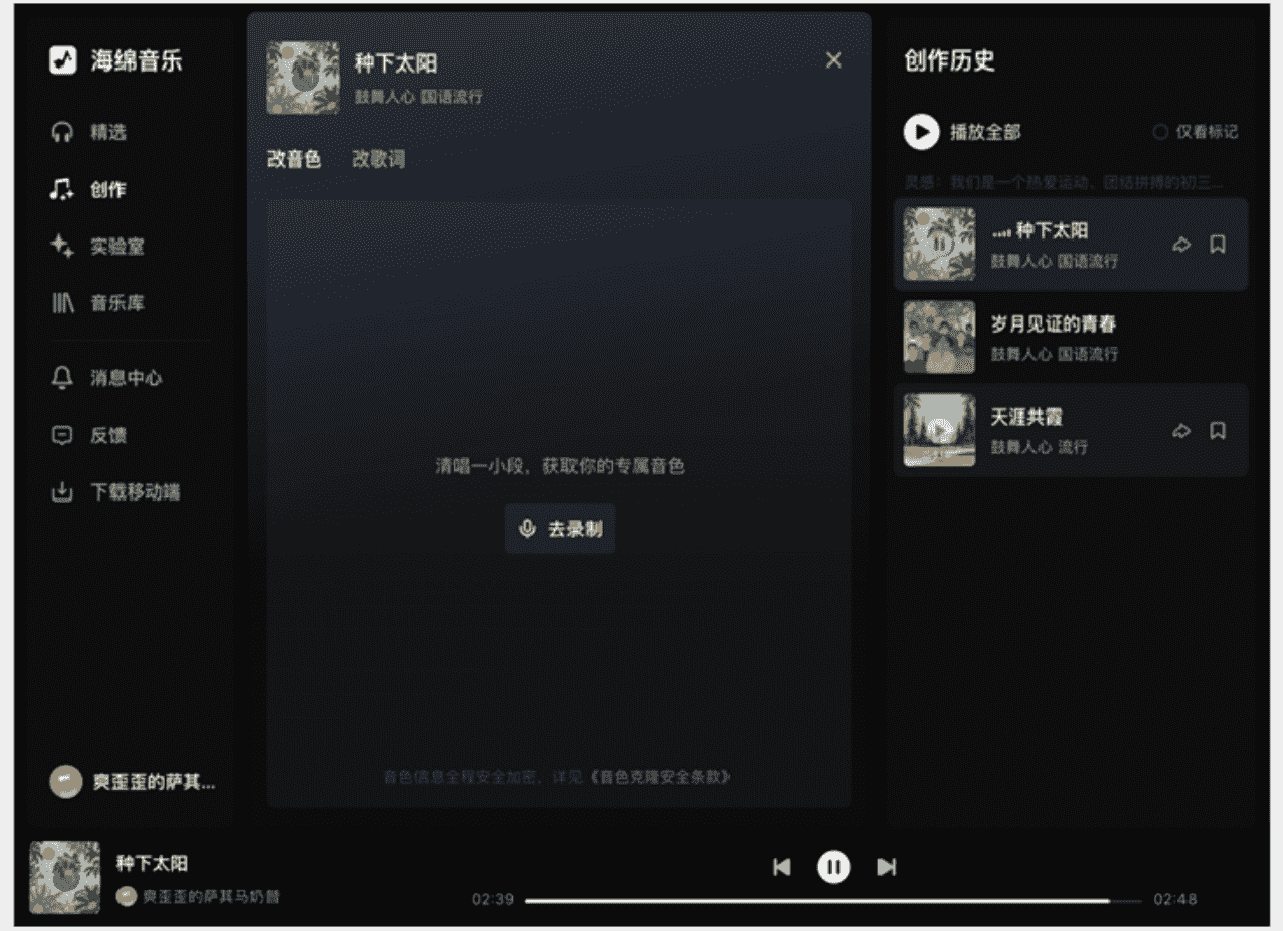 海绵音乐
精选
创作
实验室
音乐库
消息中心
反馈
下载移动端
爽歪歪的萨其...
种下太阳
鼓舞人心 国语流行
改音色
改歌词
清唱一小段，获取你的专属音色
去录制
音色信息全程安全加密，详见《音色克隆安全条款》
创作历史
播放全部
仅看标记
灵感：我们是一个热爱运动、团结拼搏的初三...
种下太阳
鼓舞人心 国语流行
岁月见证的青春
鼓舞人心 国语流行
天涯共霞
鼓舞人心 流行
种下太阳
爽歪歪的萨其马奶
02:39
02:48